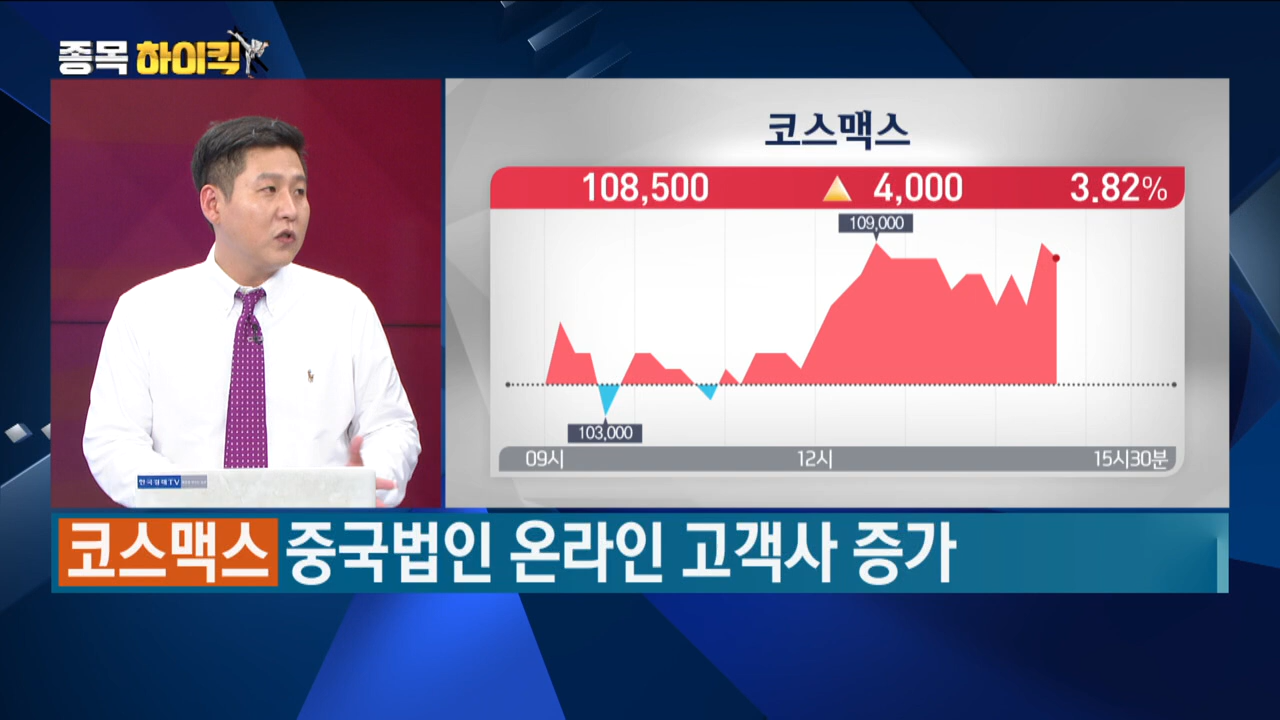 종목 하이킥
코스맥스
108,500 ▲ 4,000 3.82%
109,000
103,000
09시 12시 15시30분
한국경제TV
코스맥스 중국법인 온라인 고객사 증가